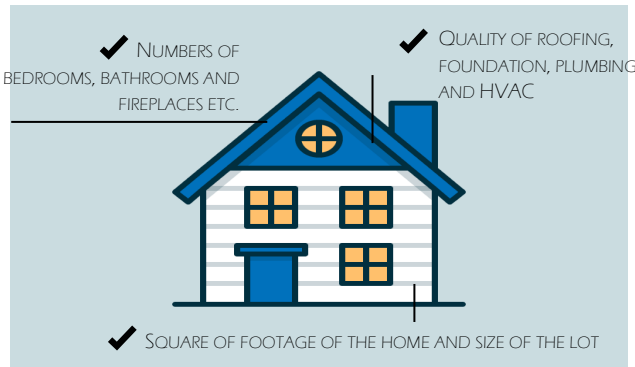 ✔ Numbers of
bedrooms, bathrooms and
fireplaces etc.
✔ Quality of roofing,
foundation, plumbing
and HVAC
✔ Square of footage of the home and size of the lot